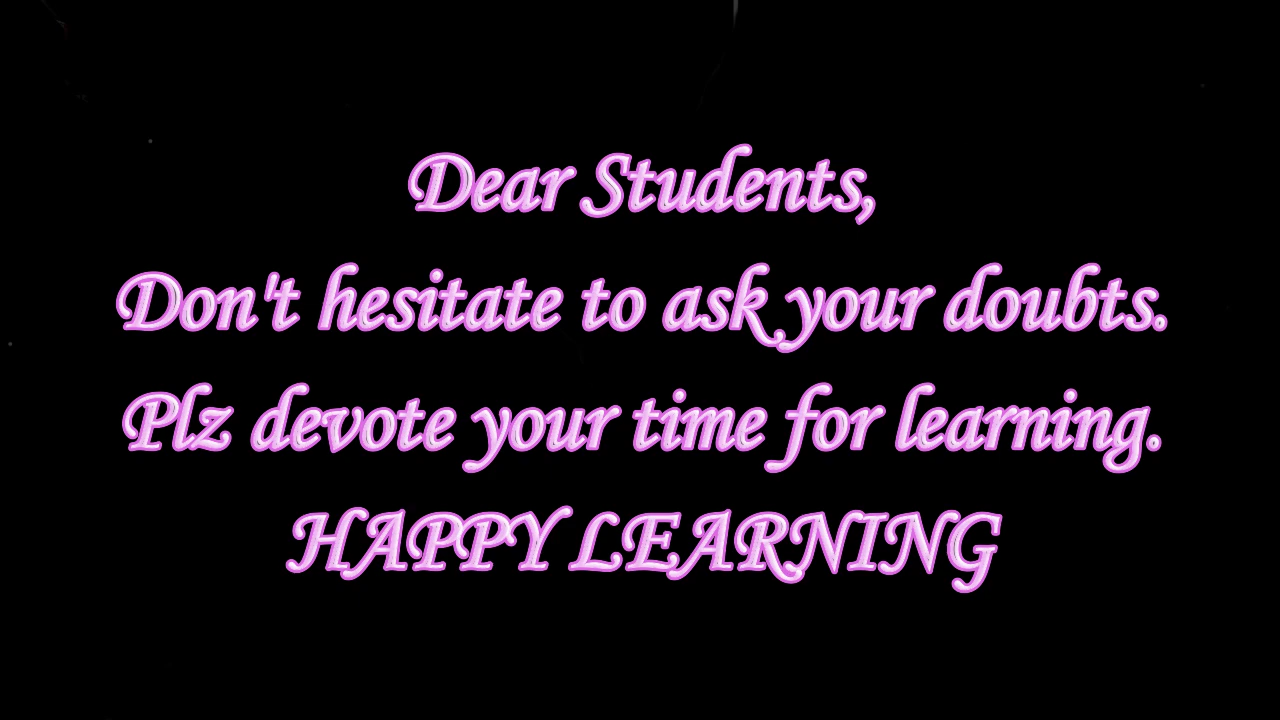 Dear Students,
Don't hesitate to ask your doubts.
Plz devote your time for learning.
HAPPY LEARNING